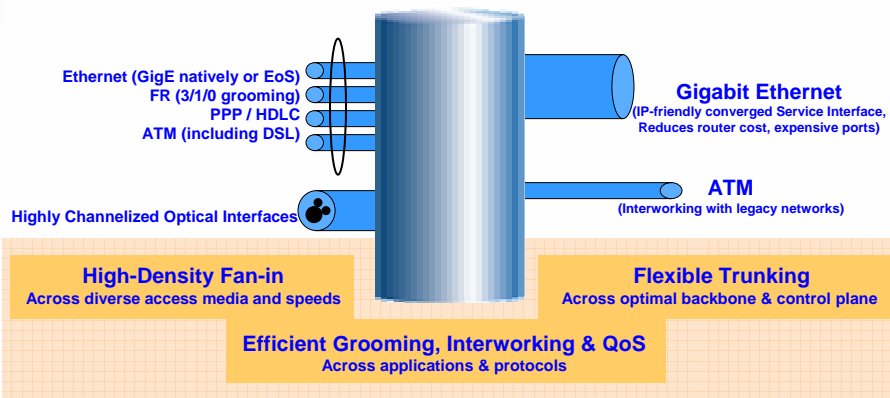 Ethernet (GigE natively or EoS)
FR (3/1/0 grooming)
PPP / HDLC
ATM (including DSL)
Highly Channelized Optical Interfaces
Gigabit Ethernet
(IP-friendly converged Service Interface,
Reduces router cost, expensive ports)
ATM
(Interworking with legacy networks)
High-Density Fan-in
Across diverse access media and speeds
Flexible Trunking
Across optimal backbone & control plane
Efficient Grooming, Interworking & QoS
Across applications & protocols